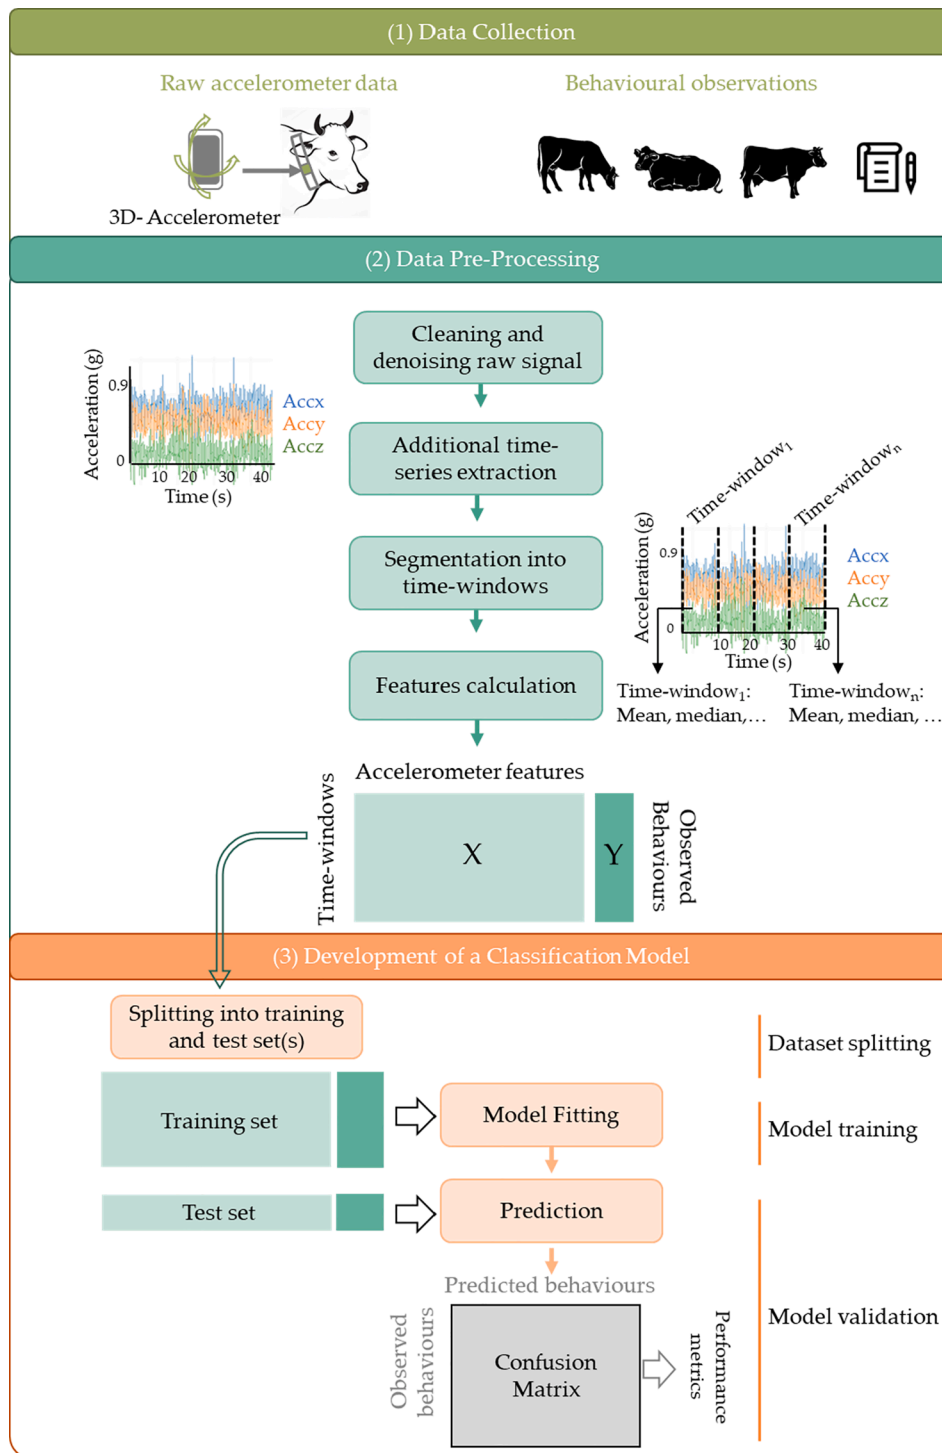 (1) Data Collection
Raw accelerometer data
Behavioural observations
3D- Accelerometer
(2) Data Pre-Processing
Cleaning and
denoising raw signal
Acceleration (g)
0.9
0
10 20 30 40
Time (s)
Accx
Accy
Accz
Additional time-
series extraction
Segmentation into
time-windows
Time-window1
Time-windown
Acceleration (g)
0.9
0
10 20 30 40
Time (s)
Accx
Accy
Accz
Time-window1:
Mean, median,...
Time-windown:
Mean, median, ...
Features calculation
Accelerometer features
Time-windows
X
Y
Observed
Behaviours
(3) Development of a Classification Model
Splitting into training
and test set(s)
Dataset splitting
Training set
Model Fitting
Model training
Test set
Prediction
Predicted behaviours
Observed
behaviours
Confusion
Matrix
Performance
metrics
Model validation